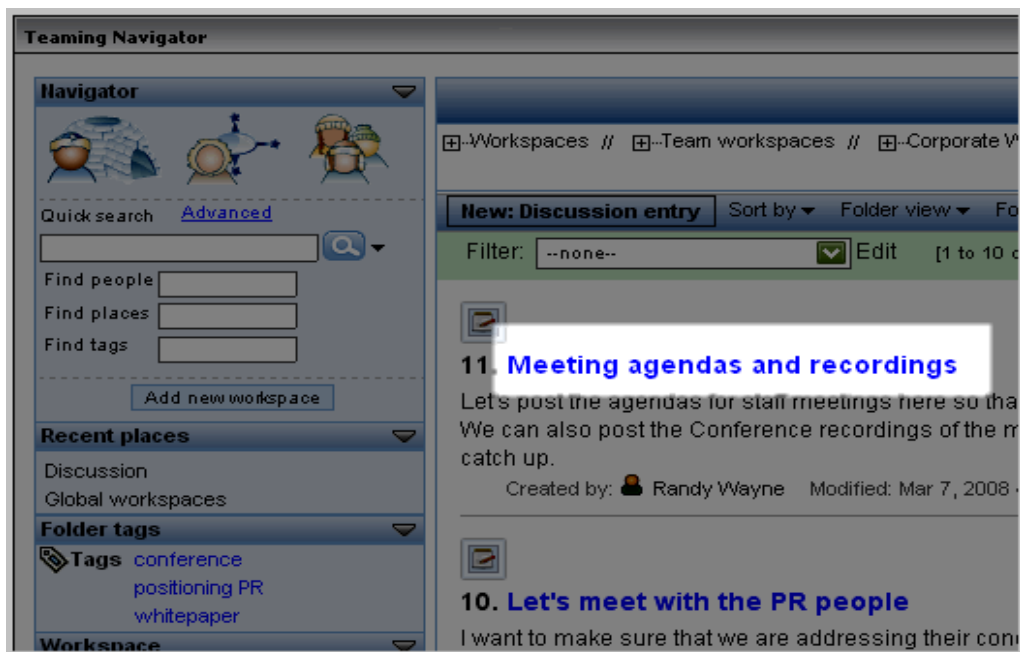 Teaming Navigator
Navigator
Quick search Advanced
Find people
Find places
Find tags
Add new workspace
Recent places
Discussion
Global workspaces
Folder tags
Tags conference
positioning PR
whitepaper
Workspace
Workspaces // Team workspaces // Corporate
New: Discussion entry Sort by Folder view
Filter: --none-- Edit [1 to 10
11. Meeting agendas and recordings
Let's post the agendas for staff meetings here so
We can also post the Conference recordings of the
catch up.
Created by: Randy Wayne Modified: Mar 7, 2008
10. Let's meet with the PR people
I want to make sure that we are addressing their